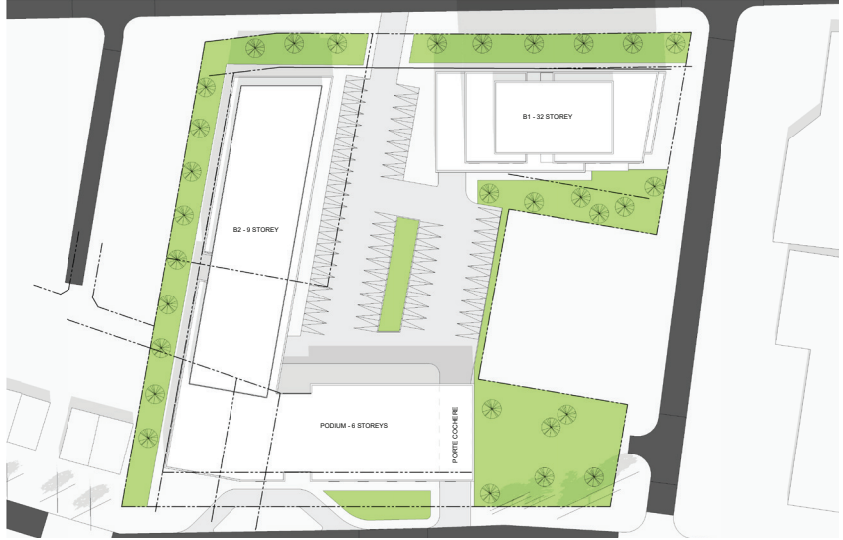 B1 - 32 STOREY
B2 - 9 STOREY
PODIUM - 6 STOREYS
PORTE COCHERE